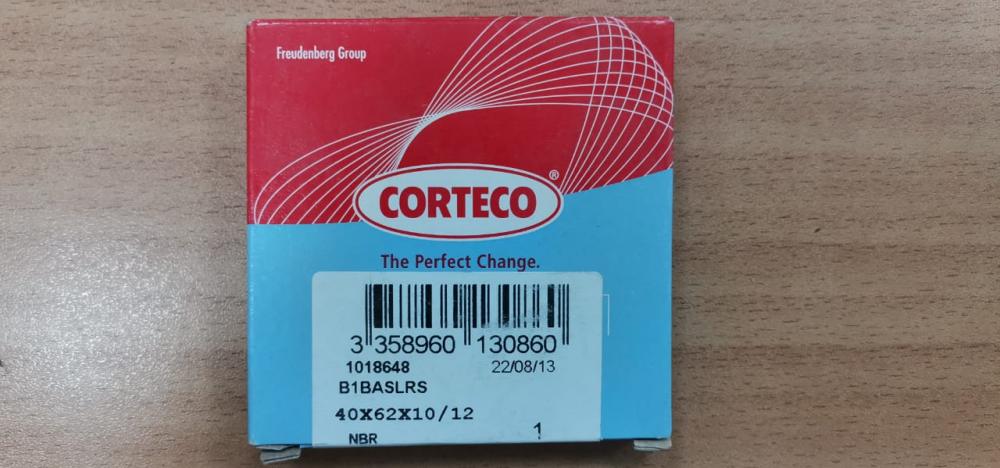 Freudenberg Group
CORTECO®
The Perfect Change.
3 358960 130860
1018648 22/08/13
B1BASLRS
40X62X10/12
NBR 1